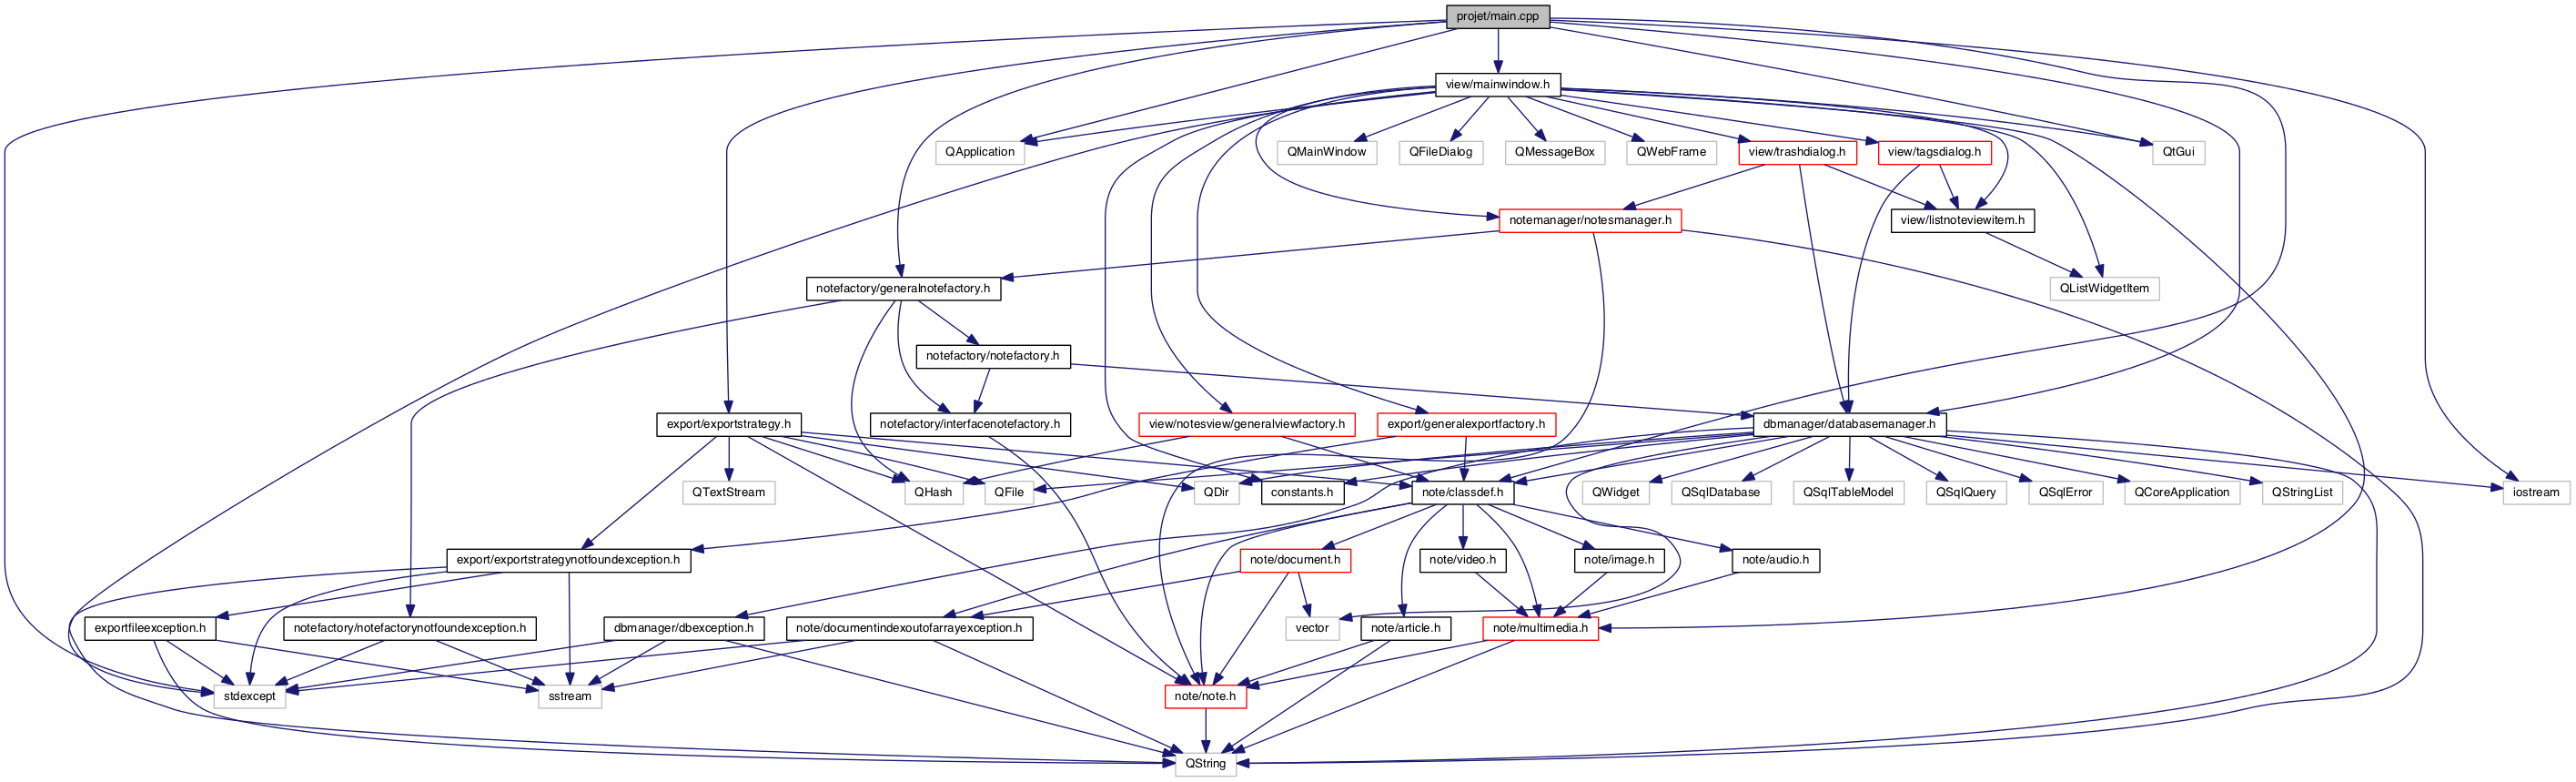 projet/main.cpp
view/mainwindow.h
QApplication
QMainWindow
QFileDialog
QMessageBox
QWebFrame
view/trashdialog.h
view/tagsdialog.h
QtGui
notemanager/notesmanager.h
view/listnoteviewitem.h
notefactory/generalnotefactory.h
QListWidgetItem
notefactory/notefactory.h
export/exportstrategy.h
notefactory/interfacenotefactory.h
view/notesview/generalviewfactory.h
export/generalexportfactory.h
dbmanager/databasemanager.h
QTextStream
QHash
QFile
QDir
constants.h
note/classdef.h
QWidget
QSqlDatabase
QSqlTableModel
QSqlQuery
QSqlError
QCoreApplication
QStringList
iostream
export/exportstrategynotfoundexception.h
note/document.h
note/video.h
note/image.h
note/audio.h
exportfileexception.h
notefactory/notefactorynotfoundexception.h
dbmanager/dbexception.h
note/documentindexoutofarrayexception.h
vector
note/article.h
note/multimedia.h
stdexcept
sstream
note/note.h
QString